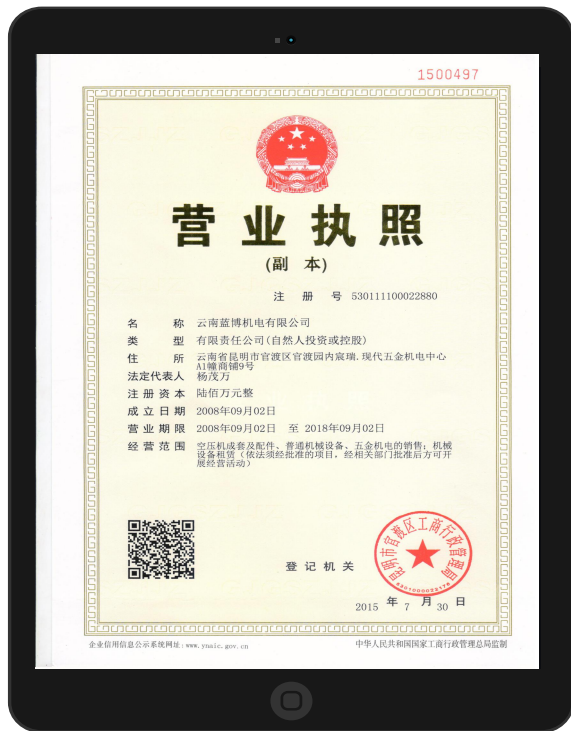 1500497
营业执照
(副 本)
注 册 号 530111100022880
名 称 云南蓝博机电有限公司
类 型 有限责任公司(自然人投资或控股)
住 所 云南省昆明市官渡区官渡园内宸瑞.现代五金机电中心
A1幢商铺9号
法定代表人 杨茂万
注册资本 陆佰万元整
成立日期 2008年09月02日
营业期限 2008年09月02日 至 2018年09月02日
经营范围 空压机成套及配件、普通机械设备、五金机电的销售；机械
设备租赁（依法须经批准的项目，经相关部门批准后方可开
展经营活动）
昆明市官渡区工商行政管理局
登记机关
5301000022176
2015 年 7 月 30 日
企业信用信息公示系统网址:www.ynaic.gov.cn
中华人民共和国国家工商行政管理总局监制